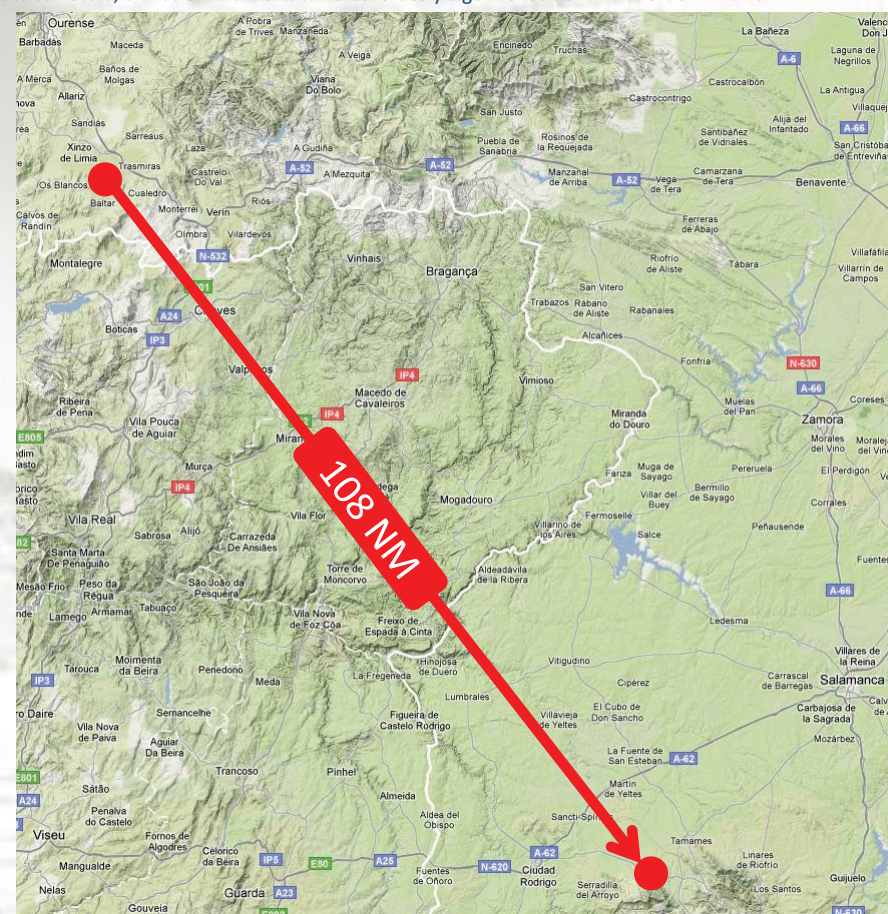 Ourense
A Pobra
de Trives
Manzaneda
Encinedo
Truchas
La Bañeza
Barbadás
Maceda
A Veiga
A-6
Laguna de
Negrillos
A Merca
Baños de
Molgas
Viana
Do Bolo
Castrocalbón
La Antigua
Allariz
Castrocontrigo
San Justo
Alija del
Infantado
A-66
Sandiás
Sarreaus
Laza
A Gudiña
Puebla de
Sanabria
Rosinos de
la Requejada
Santibáñez
de Vidriales
Xinzo
de Limia
Trasmiras
Castrelo
Do Val
A-52
A Mezquita
A-52
Manzanal
de Arriba
A-52
Vega
de Tera
Camarzana
de Tera
Benavente
Os Blancos
Cualedro
Baltar
Monterrei
Verín
Riós
Calvos de
Randín
Oímbra
Vilardevós
Ferreras
de Abajo
Montalegre
N-532
Vinhais
Bragança
Riofrío
de Aliste
Tábara
Villarrín de
Campos
San Vitero
Trabazos
Rábano
de Aliste
Rabanales
A24
Boticas
IP3
Alcañices
Fonfría
N-630
IP4
Vimioso
A-66
Ribeira
de Pena
Macedo de
Cavaleiros
Muelas
del Pan
Coreses
Vila Pouca
de Aguiar
IP4
Miranda
do Douro
Zamora
E805
Morales
del Vino
Murça
108 NM
Fariza
Muga de
Sayago
Pereruela
El Perdigón
IP4
Mogadouro
Villar del
Buey
Bermillo
de Sayago
Corrales
Vila Real
Vila Flor
Fermoselle
Sabrosa
Alijó
Carrazeda
De Ansiães
Villarino de
los Aires
Salce
Peñausende
Santa Marta
De Penaguião
Torre de
Moncorvo
Aldeadávila
de la Ribera
Mesão Frio
Peso da
Régua
São João da
Pesqueira
A-66
Lamego
Armamar
Tabuaço
Vila Nova
de Foz Côa
Freixo de
Espada à Cinta
Ledesma
Moimenta
da Beira
Hinojosa
de Duero
Vitigudino
Villares de
la Reina
IP3
Tarouca
Penedono
Meda
La Fregeneda
Cipérez
Carrascal
de Barregas
Salamanca
Lumbrales
Sernancelhe
Figueira de
Castelo Rodrigo
Villavieja
de Yeltes
El Cubo de
Don Sancho
Carbajosa de
la Sagrada
Vila Nova
de Paiva
Aguiar
Da Beira
La Fuente de
San Esteban
A-62
Mozárbez
E801
Trancoso
Pinhel
Martín
de Yeltes
A24
Sátão
Almeida
Penalva
do Castelo
Aldea del
Obispo
Viseu
Fornos de
Algodres
Tamames
Mangualde
Celorico
da Beira
IP5
E80
A25
N-620
A-62
Ciudad
Rodrigo
Linares
de Riofrío
Nelas
Fuentes
de Oñoro
Serradilla
del Arroyo
Los Santos
Guijuelo
Gouveia
Guarda
A23
N-630